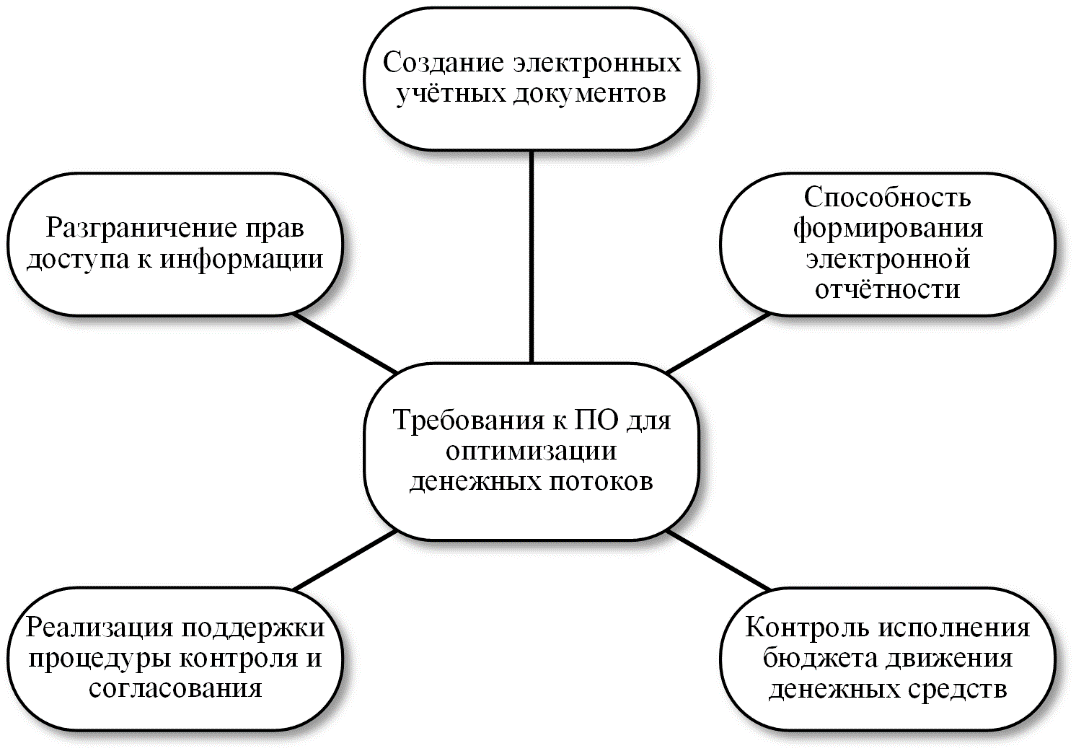 Создание электронных
учётных документов
Разграничение прав
доступа к информации
Способность
формирования
электронной
отчётности
Требования к ПО для
оптимизации
денежных потоков
Реализация поддержки
процедуры контроля и
согласования
Контроль исполнения
бюджета движения
денежных средств